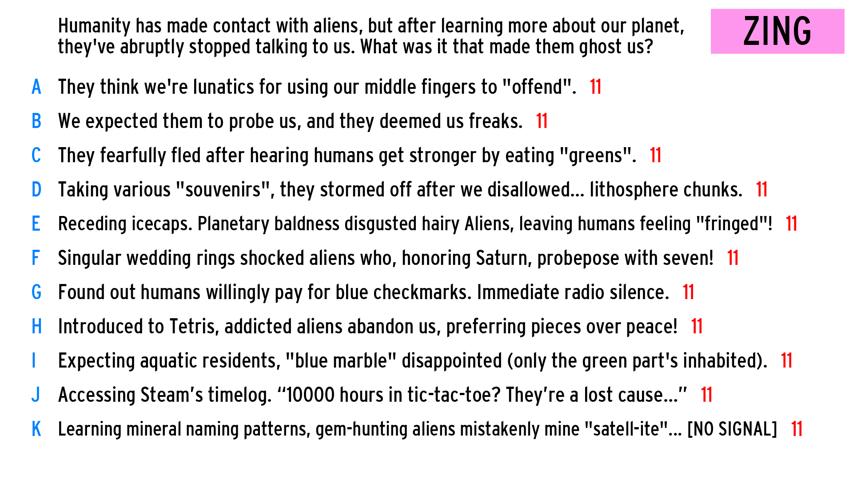 Humanity has made contact with aliens, but after learning more about our planet,
they've abruptly stopped talking to us. What was it that made them ghost us?
ZING
A They think we're lunatics for using our middle fingers to "offend". 11
B We expected them to probe us, and they deemed us freaks. 11
C They fearfully fled after hearing humans get stronger by eating "greens". 11
D Taking various "souvenirs", they stormed off after we disallowed... lithosphere chunks. 11
E Receding icecaps. Planetary baldness disgusted hairy Aliens, leaving humans feeling "fringed"! 11
F Singular wedding rings shocked aliens who, honoring Saturn, probepose with seven! 11
G Found out humans willingly pay for blue checkmarks. Immediate radio silence. 11
H Introduced to Tetris, addicted aliens abandon us, preferring pieces over peace! 11
I Expecting aquatic residents, "blue marble" disappointed (only the green part's inhabited). 11
J Accessing Steam’s timelog. “10000 hours in tic-tac-toe? They’re a lost cause...” 11
K Learning mineral naming patterns, gem-hunting aliens mistakenly mine "satell-ite"... [NO SIGNAL] 11